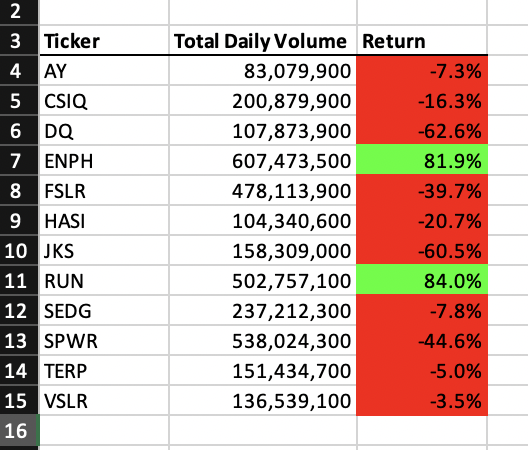 2
3 Ticker Total Daily Volume Return
4 AY 83,079,900 -7.3%
5 CSIQ 200,879,900 -16.3%
6 DQ 107,873,900 -62.6%
7 ENPH 607,473,500 81.9%
8 FSLR 478,113,900 -39.7%
9 HASI 104,340,600 -20.7%
10 JKS 158,309,000 -60.5%
11 RUN 502,757,100 84.0%
12 SEDG 237,212,300 -7.8%
13 SPWR 538,024,300 -44.6%
14 TERP 151,434,700 -5.0%
15 VSLR 136,539,100 -3.5%
16